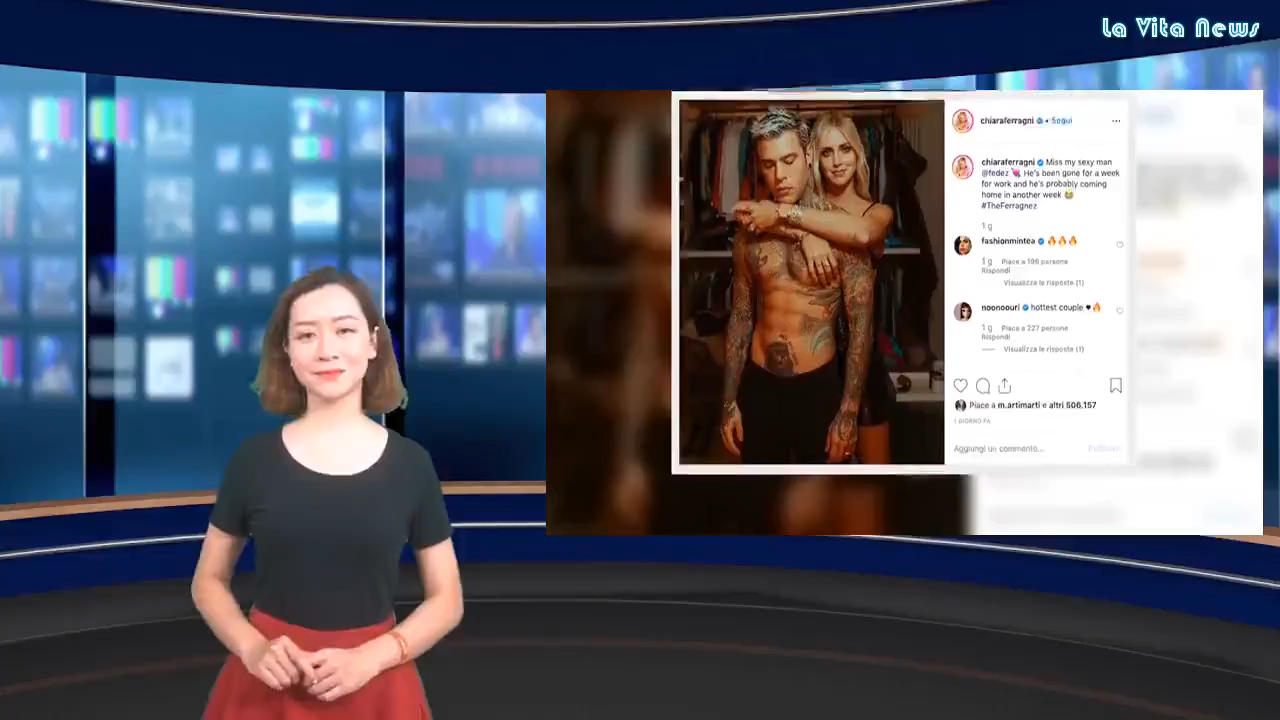 La Vita News
chiaraferragni • Segui
chiaraferragni Miss my sexy man
@fedez 💘 He's been gone for a week
for work and he's probably coming
home in another week 😭
#TheFerragnez
1 g
fashionmintea 🔥🔥🔥
1 g Piace a 196 persone
Rispondi
Visualizza le risposte (1)
noonoouri hottest couple ♥🔥
1 g Piace a 227 persone
Rispondi
Visualizza le risposte (1)
Piace a m.artimarti e altri 506.157
1 GIORNO FA
Aggiungi un commento...